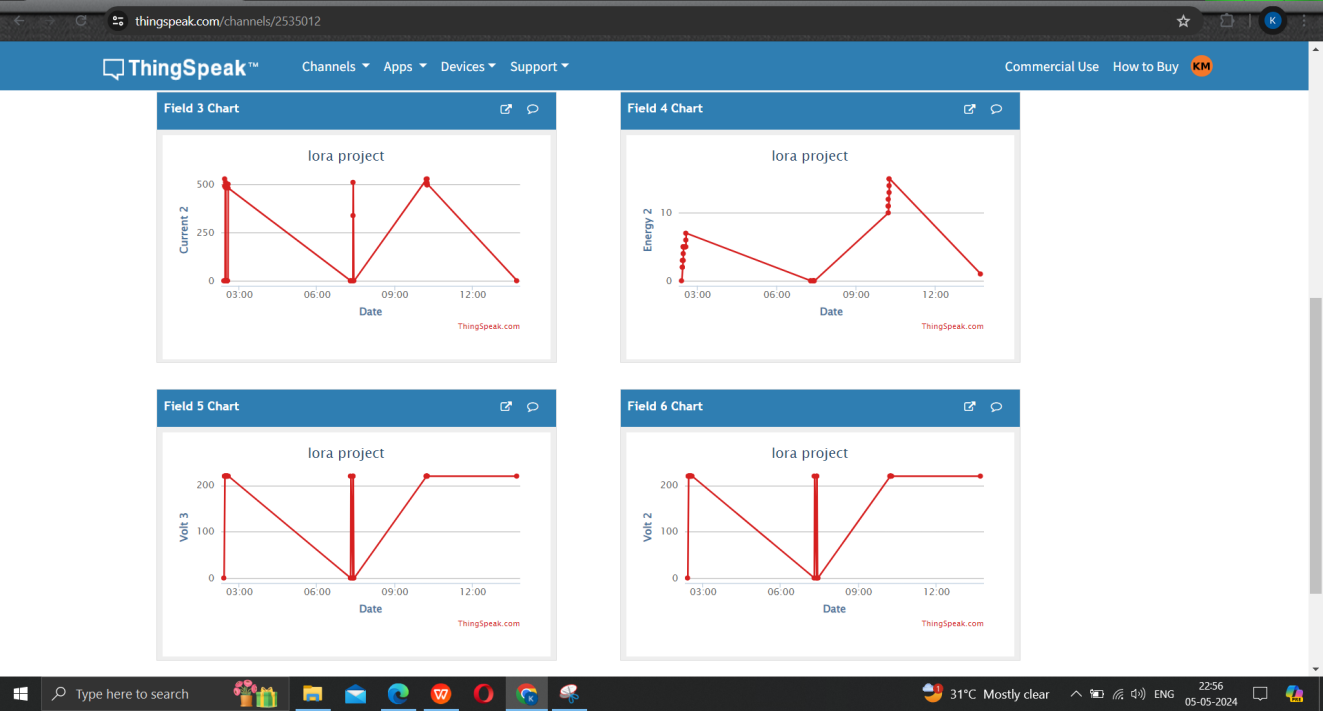 thingspeak.com/channels/2535012
K
ThingSpeak™
Channels Apps Devices Support
Commercial Use How to Buy KM
Field 3 Chart
lora project
Current 2
500
250
0
03:00 06:00 09:00 12:00
Date
ThingSpeak.com
Field 4 Chart
lora project
Energy 2
10
0
03:00 06:00 09:00 12:00
Date
ThingSpeak.com
Field 5 Chart
lora project
Volt 3
200
100
0
03:00 06:00 09:00 12:00
Date
ThingSpeak.com
Field 6 Chart
lora project
Volt 2
200
100
0
03:00 06:00 09:00 12:00
Date
ThingSpeak.com
Type here to search
31°C Mostly clear
ENG
22:56
05-05-2024